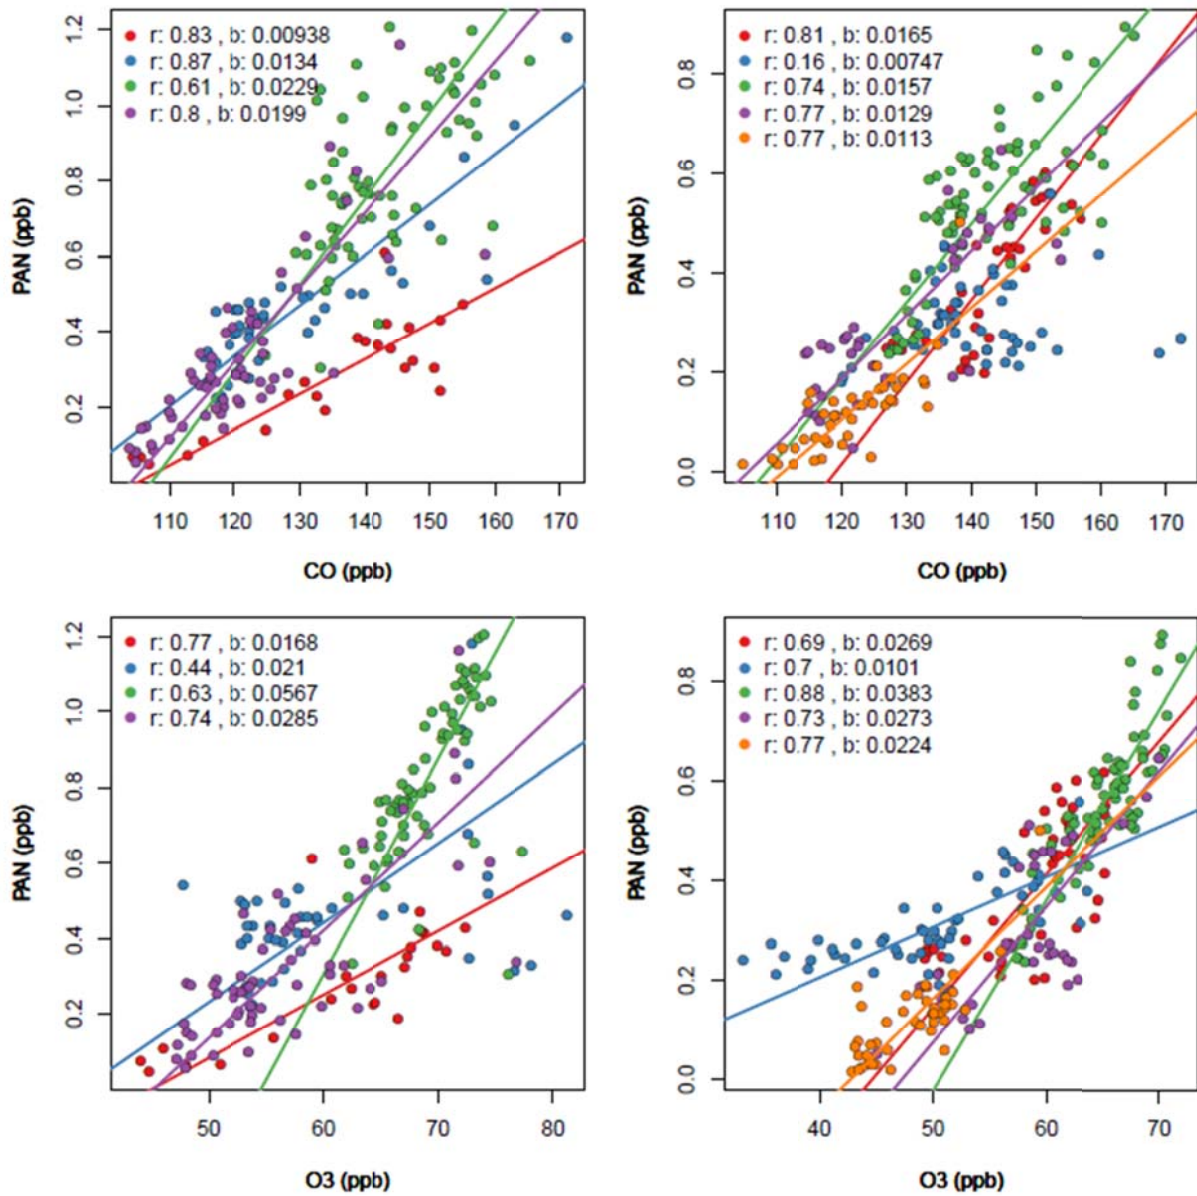 r: 0.83 , b: 0.00938
r: 0.87 , b: 0.0134
r: 0.61 , b: 0.0229
r: 0.8 , b: 0.0199
PAN (ppb)
0.2 0.4 0.6 0.8 1.0 1.2
110 120 130 140 150 160 170
CO (ppb)
r: 0.81 , b: 0.0165
r: 0.16 , b: 0.00747
r: 0.74 , b: 0.0157
r: 0.77 , b: 0.0129
r: 0.77 , b: 0.0113
PAN (ppb)
0.0 0.2 0.4 0.6 0.8
110 120 130 140 150 160 170
CO (ppb)
r: 0.77 , b: 0.0168
r: 0.44 , b: 0.021
r: 0.63 , b: 0.0567
r: 0.74 , b: 0.0285
PAN (ppb)
0.2 0.4 0.6 0.8 1.0 1.2
50 60 70 80
O3 (ppb)
r: 0.69 , b: 0.0269
r: 0.7 , b: 0.0101
r: 0.88 , b: 0.0383
r: 0.73 , b: 0.0273
r: 0.77 , b: 0.0224
PAN (ppb)
0.0 0.2 0.4 0.6 0.8
40 50 60 70
O3 (ppb)